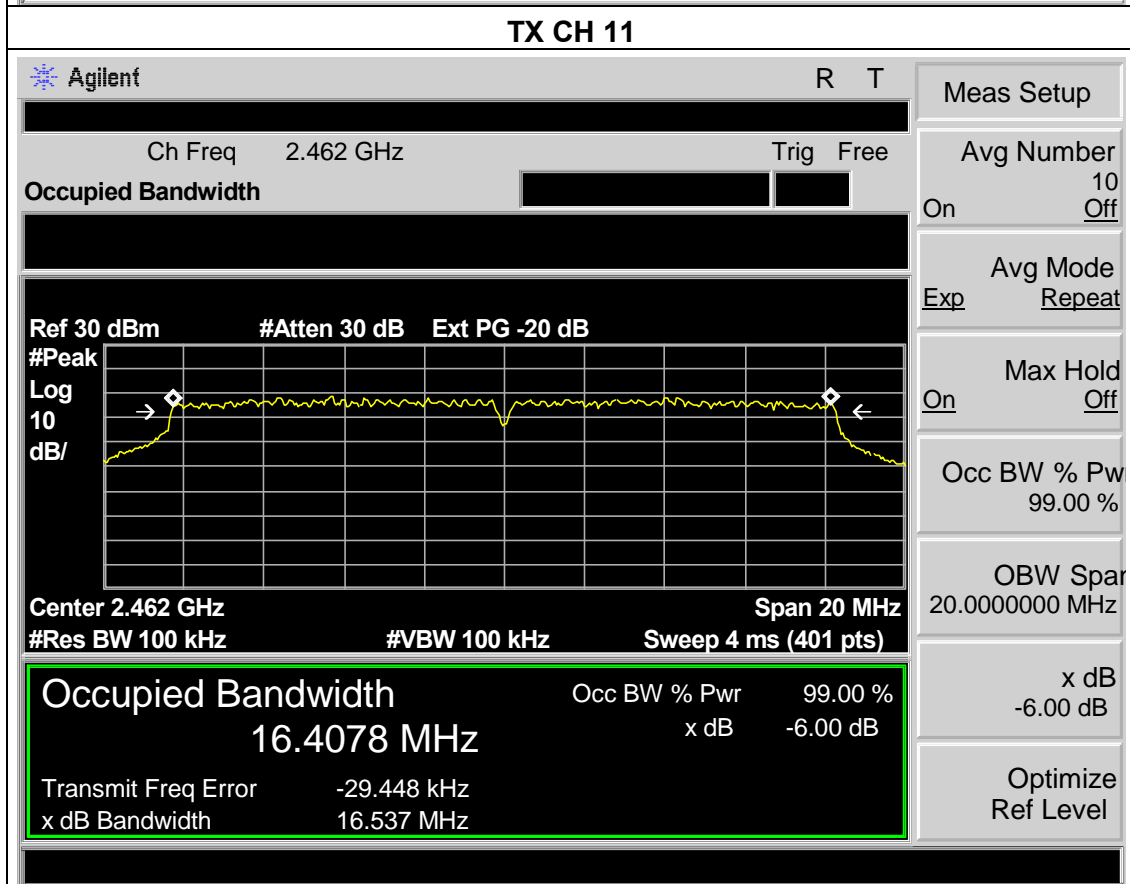 TX CH 11
Agilent R T
Ch Freq 2.462 GHz Trig Free
Occupied Bandwidth
Ref 30 dBm #Atten 30 dB Ext PG -20 dB
#Peak
Log
10
dB/
Center 2.462 GHz Span 20 MHz
#Res BW 100 kHz #VBW 100 kHz Sweep 4 ms (401 pts)
Occupied Bandwidth Occ BW % Pwr 99.00 %
16.4078 MHz x dB -6.00 dB
Transmit Freq Error -29.448 kHz
x dB Bandwidth 16.537 MHz
Meas Setup
Avg Number
10
On Off
Avg Mode
Exp Repeat
Max Hold
On Off
Occ BW % Pwr
99.00 %
OBW Span
20.0000000 MHz
x dB
-6.00 dB
Optimize
Ref Level